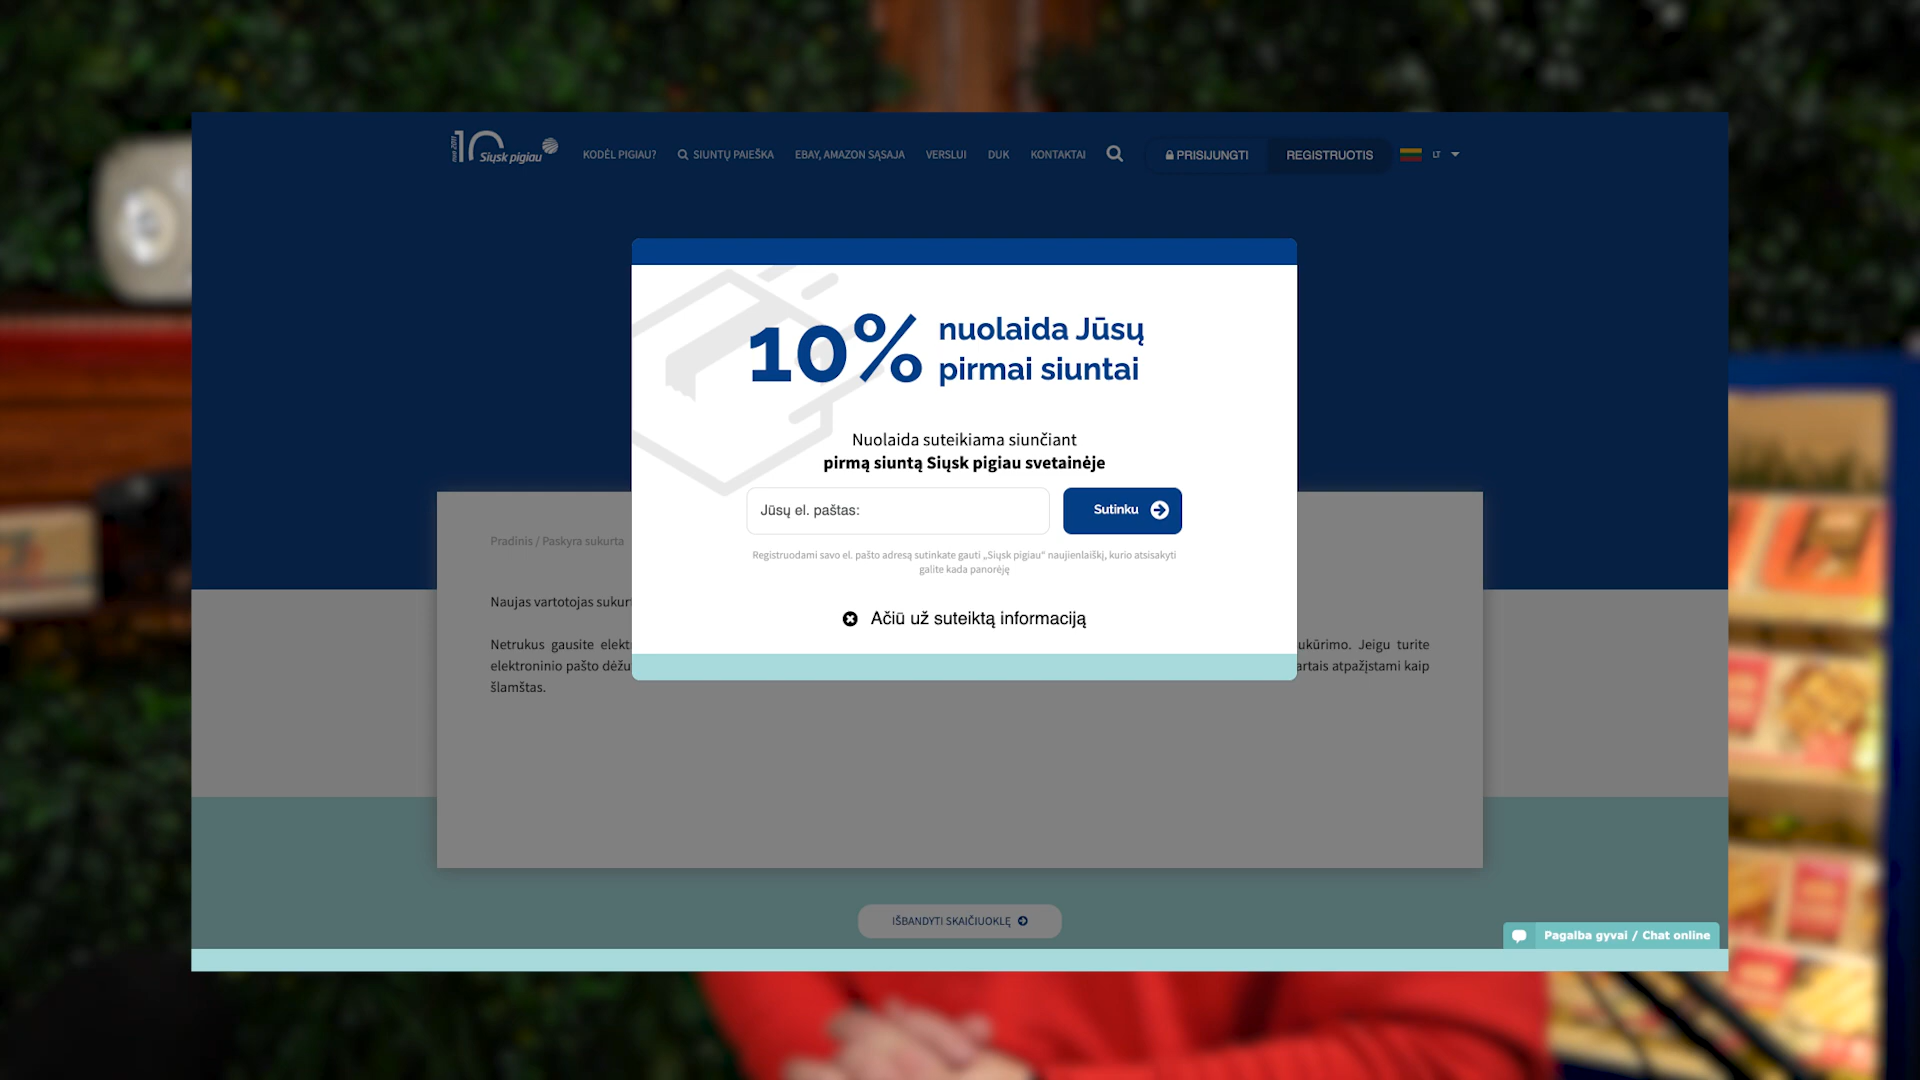 nuo 2011 10 Siųsk pigiau
KODĖL PIGIAU? SIUNTŲ PAIEŠKA EBAY, AMAZON SĄSAJA VERSLUI DUK KONTAKTAI PRISIJUNGTI REGISTRUOTIS LT
10% nuolaida Jūsų
pirmai siuntai
Nuolaida suteikiama siunčiant
pirmą siuntą Siųsk pigiau svetainėje
Jūsų el. paštas: Sutinku
Registruodami savo el. pašto adresą sutinkate gauti „Siųsk pigiau“ naujienlaiškį, kurio atsisakyti
galite kada panorėję
Ačiū už suteiktą informaciją
Pradinis / Paskyra sukurta
Naujas vartotojas sukur
Netrukus gausite elekt ukūrimo. Jeigu turite
elektroninio pašto dėžu artais atpažįstami kaip
šlamštas.
IŠBANDYTI SKAIČIUOKLĘ
Pagalba gyvai / Chat online